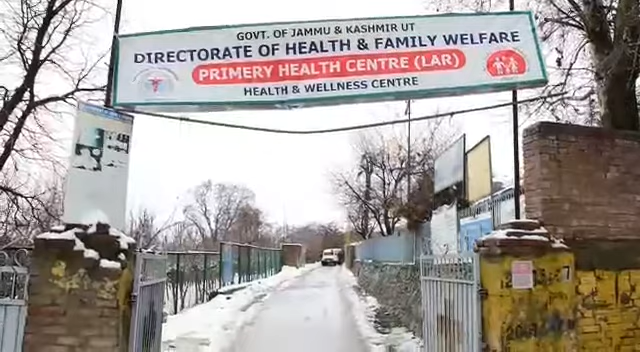 GOVT. OF JAMMU & KASHMIR UT
DIRECTORATE OF HEALTH & FAMILY WELFARE
PRIMERY HEALTH CENTRE (LAR)
HEALTH & WELLNESS CENTRE